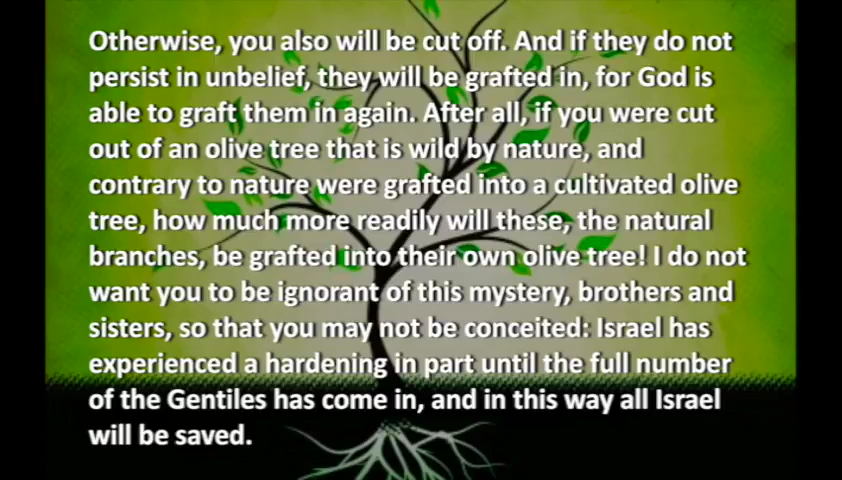 Otherwise, you also will be cut off. And if they do not
persist in unbelief, they will be grafted in, for God is
able to graft them in again. After all, if you were cut
out of an olive tree that is wild by nature, and
contrary to nature were grafted into a cultivated olive
tree, how much more readily will these, the natural
branches, be grafted into their own olive tree! I do not
want you to be ignorant of this mystery, brothers and
sisters, so that you may not be conceited: Israel has
experienced a hardening in part until the full number
of the Gentiles has come in, and in this way all Israel
will be saved.